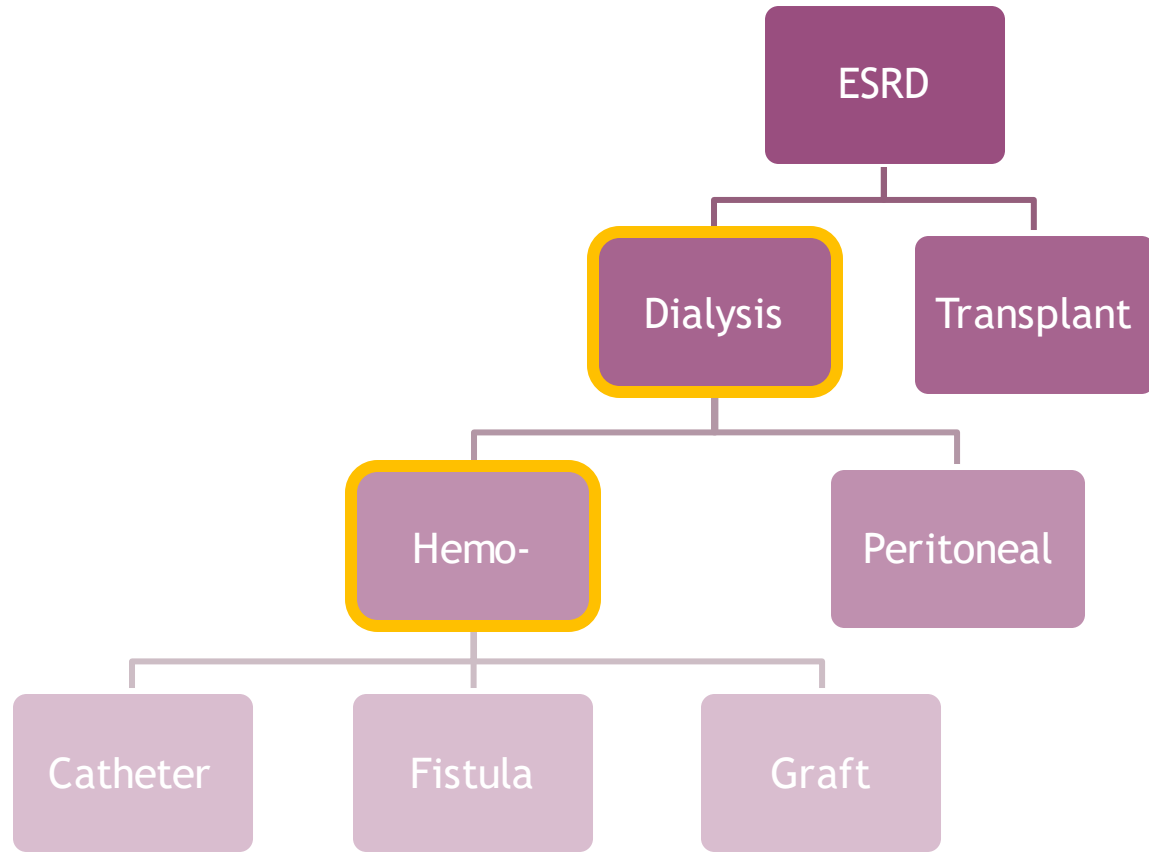 ESRD
Dialysis
Transplant
Hemo-
Peritoneal
Catheter
Fistula
Graft